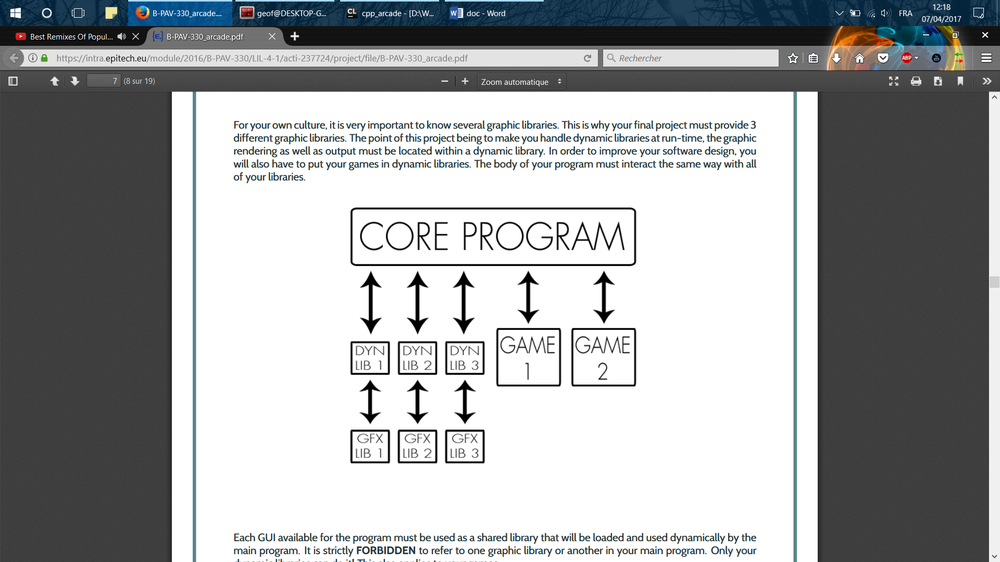 B-PAV-330_arcade....
geof@DESKTOP-G...
CL
cpp_arcade - [D:\W...
doc - Word
FRA
12:18
07/04/2017
Best Remixes Of Popul...
B-PAV-330_arcade.pdf
https://intra.epitech.eu/module/2016/B-PAV-330/LIL-4-1/acti-237724/project/file/B-PAV-330_arcade.pdf
Rechercher
ABP
7 (8 sur 19)
Zoom automatique
For your own culture, it is very important to know several graphic libraries. This is why your final project must provide 3
different graphic libraries. The point of this project being to make you handle dynamic libraries at run-time, the graphic
rendering as well as output must be located within a dynamic library. In order to improve your software design, you
will also have to put your games in dynamic libraries. The body of your program must interact the same way with all
of your libraries.
CORE PROGRAM
DYN
LIB 1
DYN
LIB 2
DYN
LIB 3
GAME
1
GAME
2
GFX
LIB 1
GFX
LIB 2
GFX
LIB 3
Each GUI available for the program must be used as a shared library that will be loaded and used dynamically by the
main program. It is strictly FORBIDDEN to refer to one graphic library or another in your main program. Only your